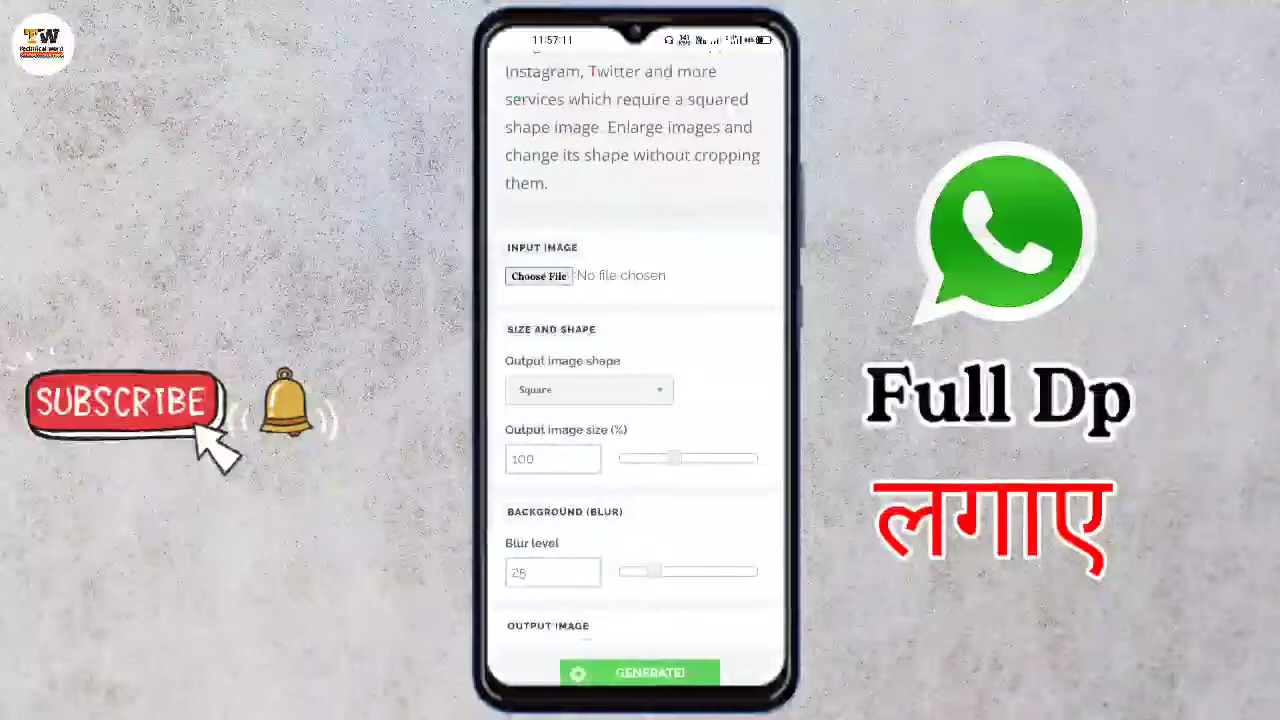 TW
Technical Word
SUBSCRIBE
11:57:11
Instagram, Twitter and more
services which require a squared
shape image. Enlarge images and
change its shape without cropping
them.
INPUT IMAGE
Choose File No file chosen
SIZE AND SHAPE
Output image shape
Square
Output image size (%)
100
BACKGROUND (BLUR)
Blur level
25
OUTPUT IMAGE
GENERATE!
Full Dp
लगाए